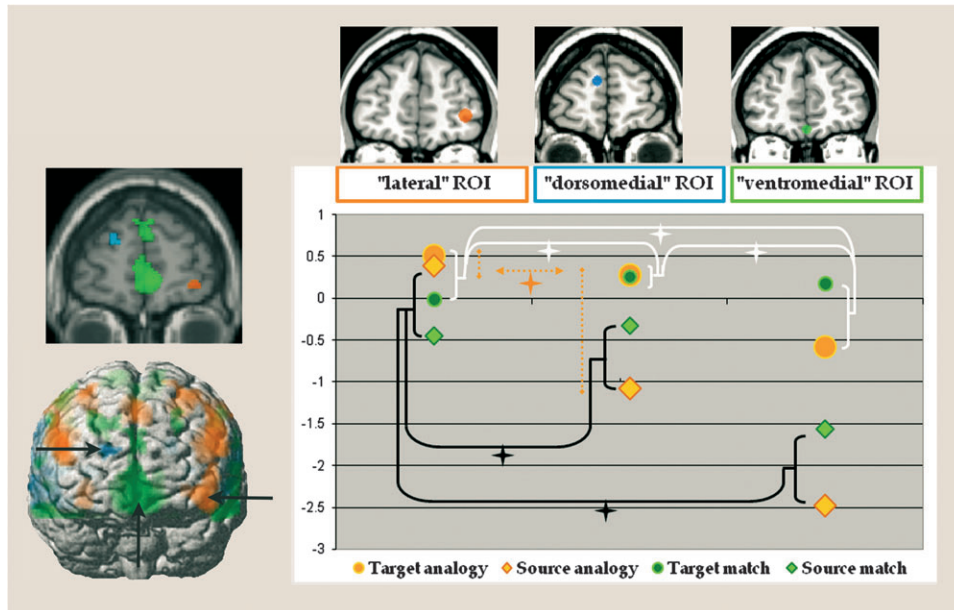 "lateral" ROI
"dorsomedial" ROI
"ventromedial" ROI
1
0.5
0
-0.5
-1
-1.5
-2
-2.5
-3
Target analogy Source analogy Target match Source match